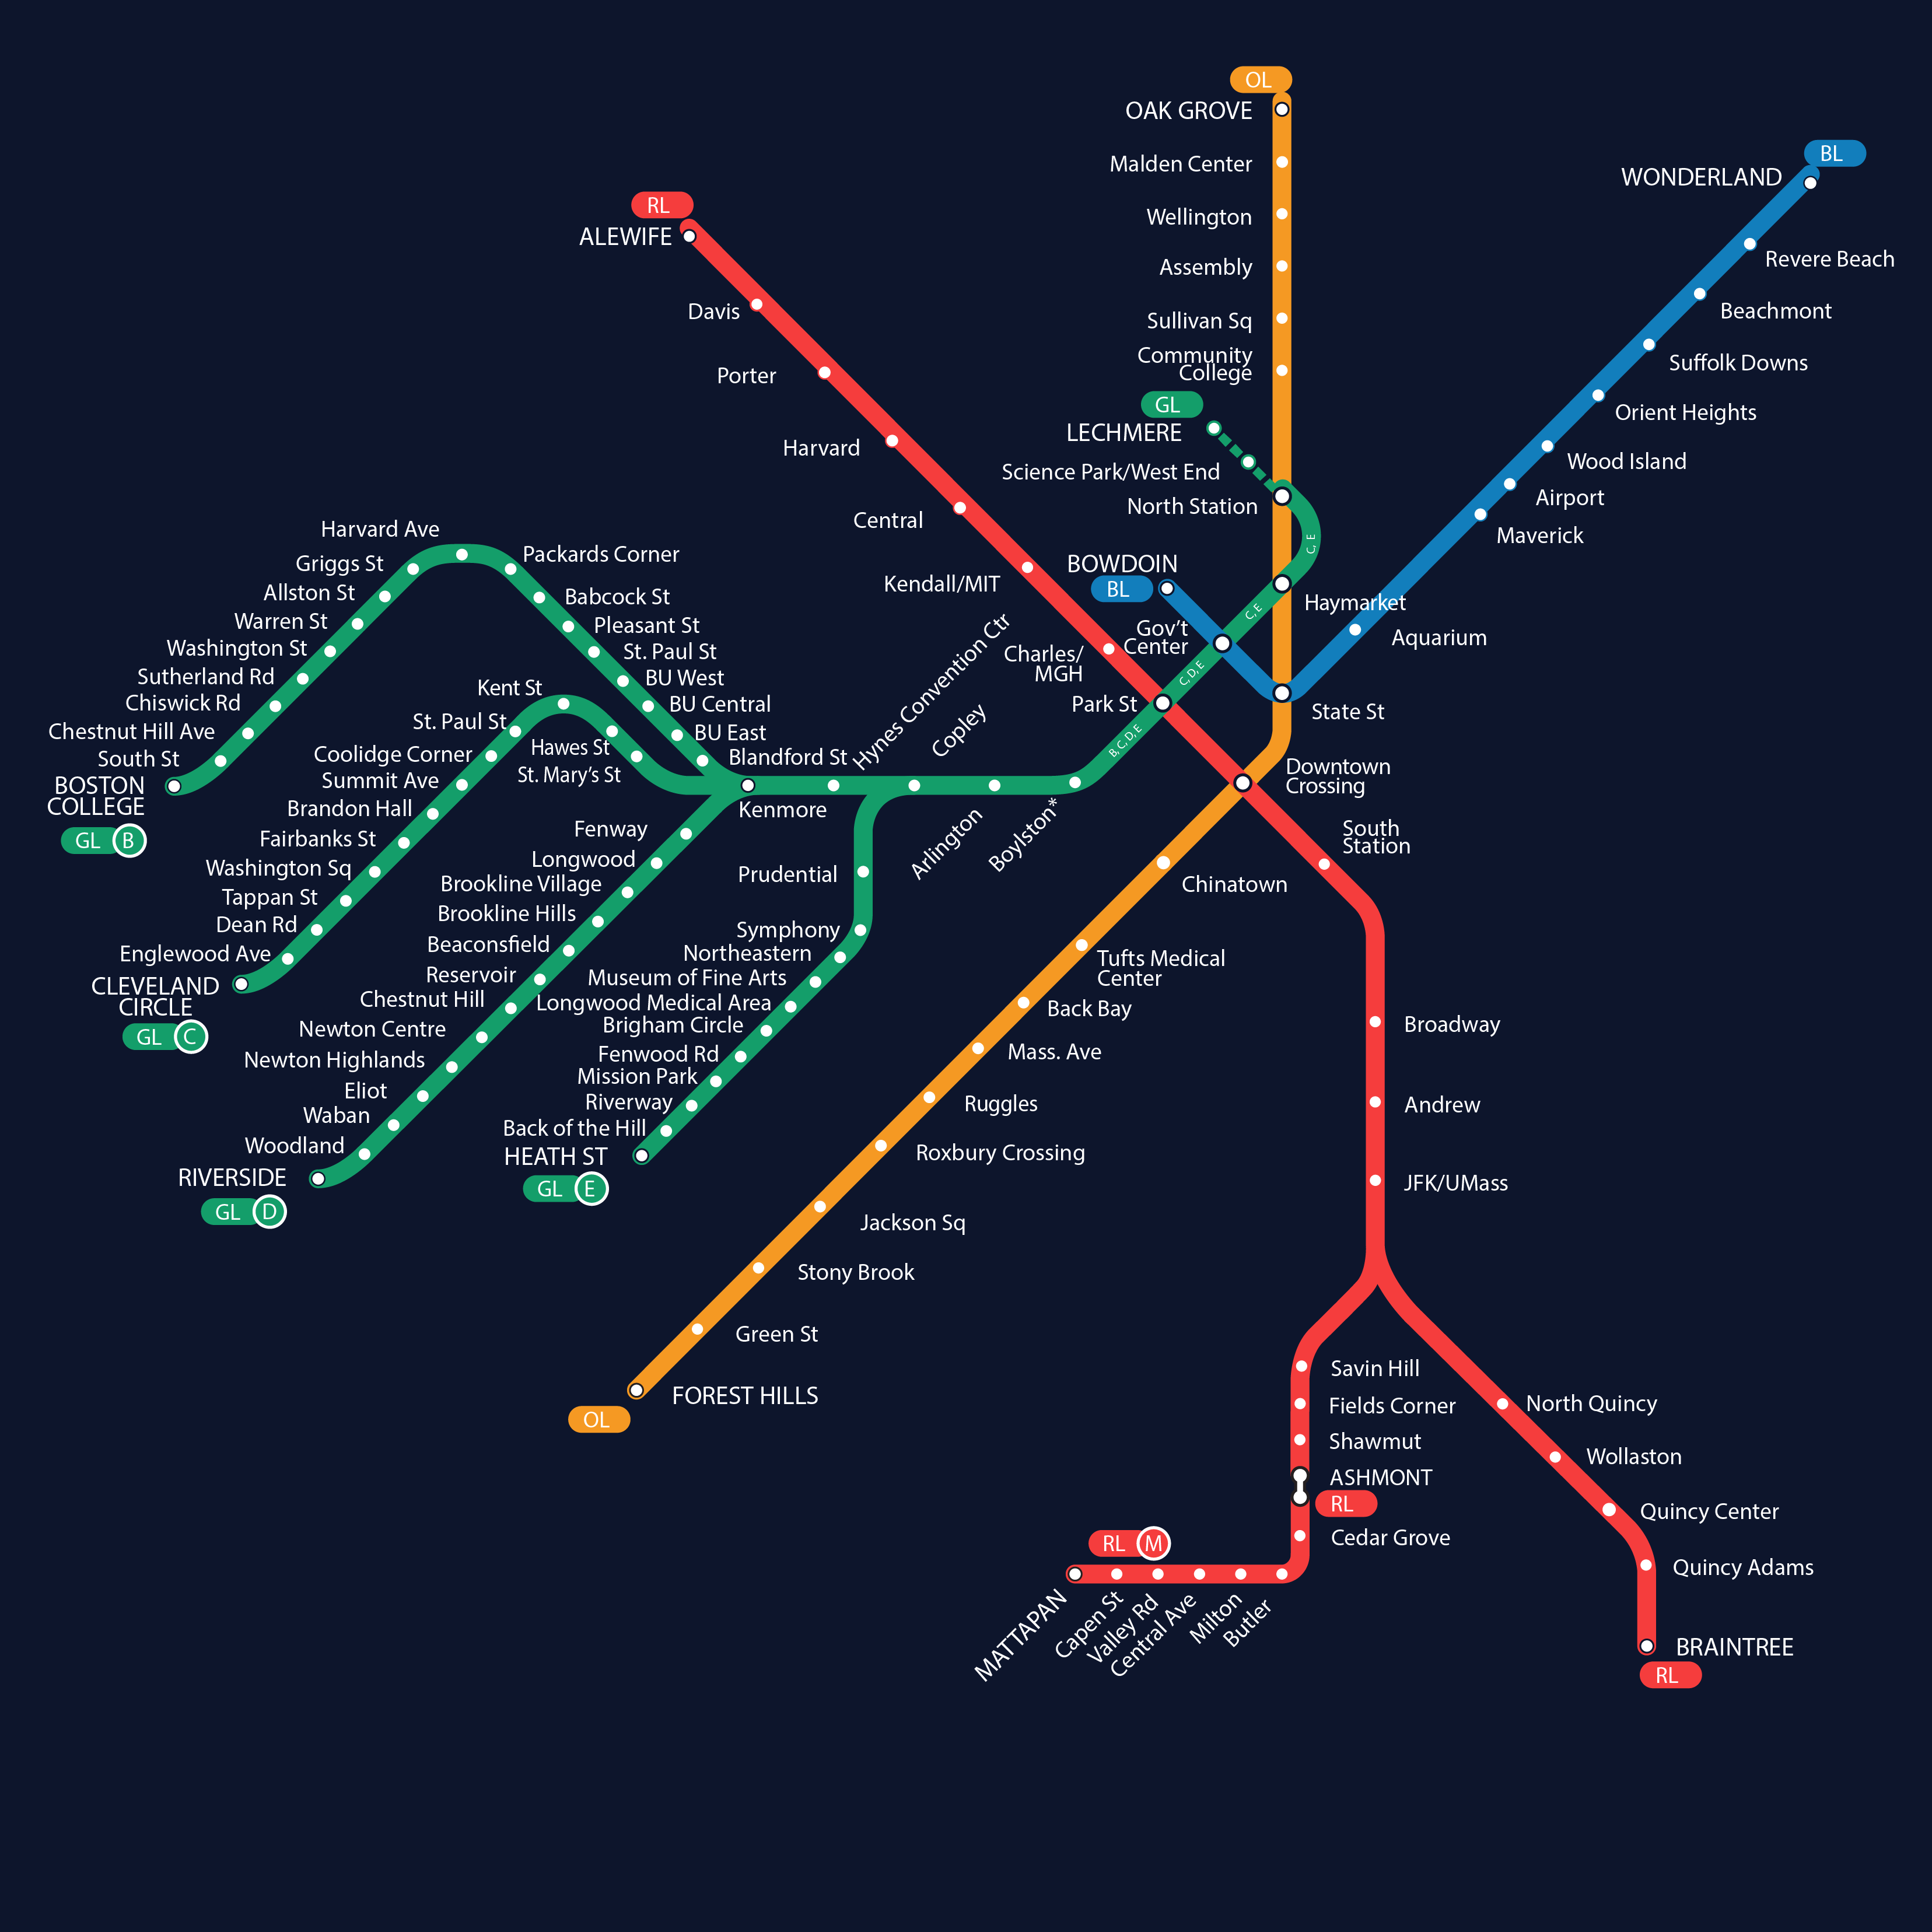 OL
OAK GROVE
Malden Center
Wellington
Assembly
Sullivan Sq
Community
College
GL
LECHMERE
Science Park/West End
North Station
C, E
Haymarket
C, E
BL
WONDERLAND
Revere Beach
Beachmont
Suffolk Downs
Orient Heights
Wood Island
Airport
Maverick
Aquarium
State St
BOWDOIN
BL
Gov't
Center
C, D, E
RL
ALEWIFE
Davis
Porter
Harvard
Central
Kendall/MIT
Charles/
MGH
Park St
B, C, D, E
Downtown
Crossing
South
Station
Broadway
Andrew
JFK/UMass
Savin Hill
Fields Corner
Shawmut
ASHMONT
RL
Cedar Grove
Butler
Milton
Central Ave
Valley Rd
Capen St
MATTAPAN
RL M
North Quincy
Wollaston
Quincy Center
Quincy Adams
BRAINTREE
RL
Chinatown
Tufts Medical
Center
Back Bay
Mass. Ave
Ruggles
Roxbury Crossing
Jackson Sq
Stony Brook
Green St
FOREST HILLS
OL
Boylston*
Arlington
Copley
Hynes Convention Ctr
Kenmore
Blandford St
BU East
BU Central
BU West
St. Paul St
Pleasant St
Babcock St
Packards Corner
Harvard Ave
Griggs St
Allston St
Warren St
Washington St
Sutherland Rd
Chiswick Rd
Chestnut Hill Ave
South St
BOSTON
COLLEGE
GL B
St. Mary's St
Hawes St
Kent St
St. Paul St
Coolidge Corner
Summit Ave
Brandon Hall
Fairbanks St
Washington Sq
Tappan St
Dean Rd
Englewood Ave
CLEVELAND
CIRCLE
GL C
Fenway
Longwood
Brookline Village
Brookline Hills
Beaconsfield
Reservoir
Chestnut Hill
Newton Centre
Newton Highlands
Eliot
Waban
Woodland
RIVERSIDE
GL D
Prudential
Symphony
Northeastern
Museum of Fine Arts
Longwood Medical Area
Brigham Circle
Fenwood Rd
Mission Park
Riverway
Back of the Hill
HEATH ST
GL E